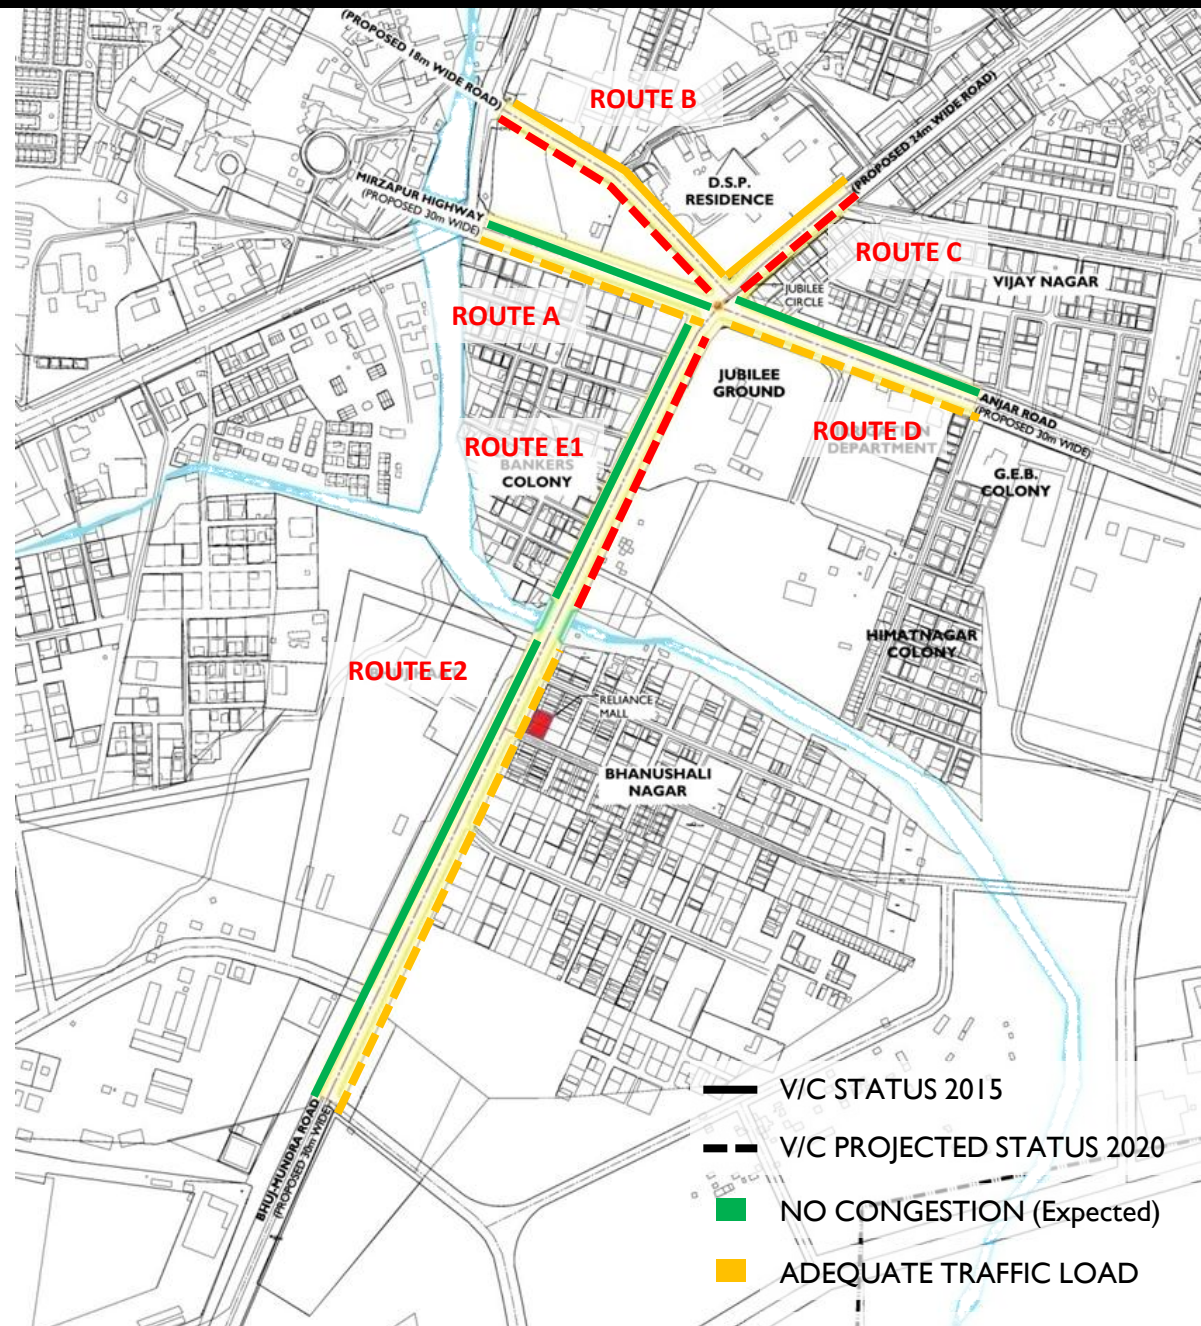 (PROPOSED 18m WIDE ROAD)
ROUTE B
(PROPOSED 24m WIDE ROAD)
D.S.P.
RESIDENCE
MIRZAPUR HIGHWAY
(PROPOSED 30m WIDE)
ROUTE C
VIJAY NAGAR
JUBILEE
CIRCLE
ROUTE A
JUBILEE
GROUND
ANJAR ROAD
(PROPOSED 30m WIDE)
ROUTE D
DEPARTMENT
ROUTE E1
BANKERS
COLONY
G.E.B.
COLONY
HIMATNAGAR
COLONY
ROUTE E2
RELIANCE
MALL
BHANUSHALI
NAGAR
BHUJ-MUNDRA ROAD
(PROPOSED 30m WIDE)
V/C STATUS 2015
V/C PROJECTED STATUS 2020
NO CONGESTION (Expected)
ADEQUATE TRAFFIC LOAD